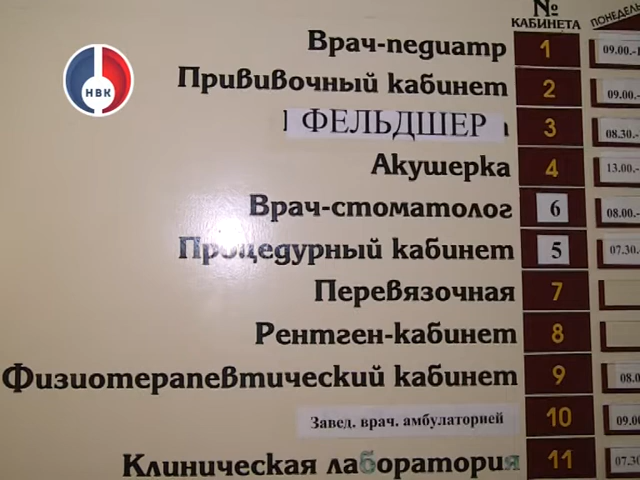 НВК
№
КАБИНЕТА
Врач-педиатр 1 09.00.-
Прививочный кабинет 2 09.00.-
ФЕЛЬДШЕР 3 08.30.-
Акушерка 4 13.00.-
Врач-стоматолог 6 08.00.-
Процедурный кабинет 5 07.30.
Перевязочная 7
Рентген-кабинет 8
Физиотерапевтический кабинет 9 08.0
Завед. врач. амбулаторией 10 09.00
Клиническая лаборатория 11 07.30